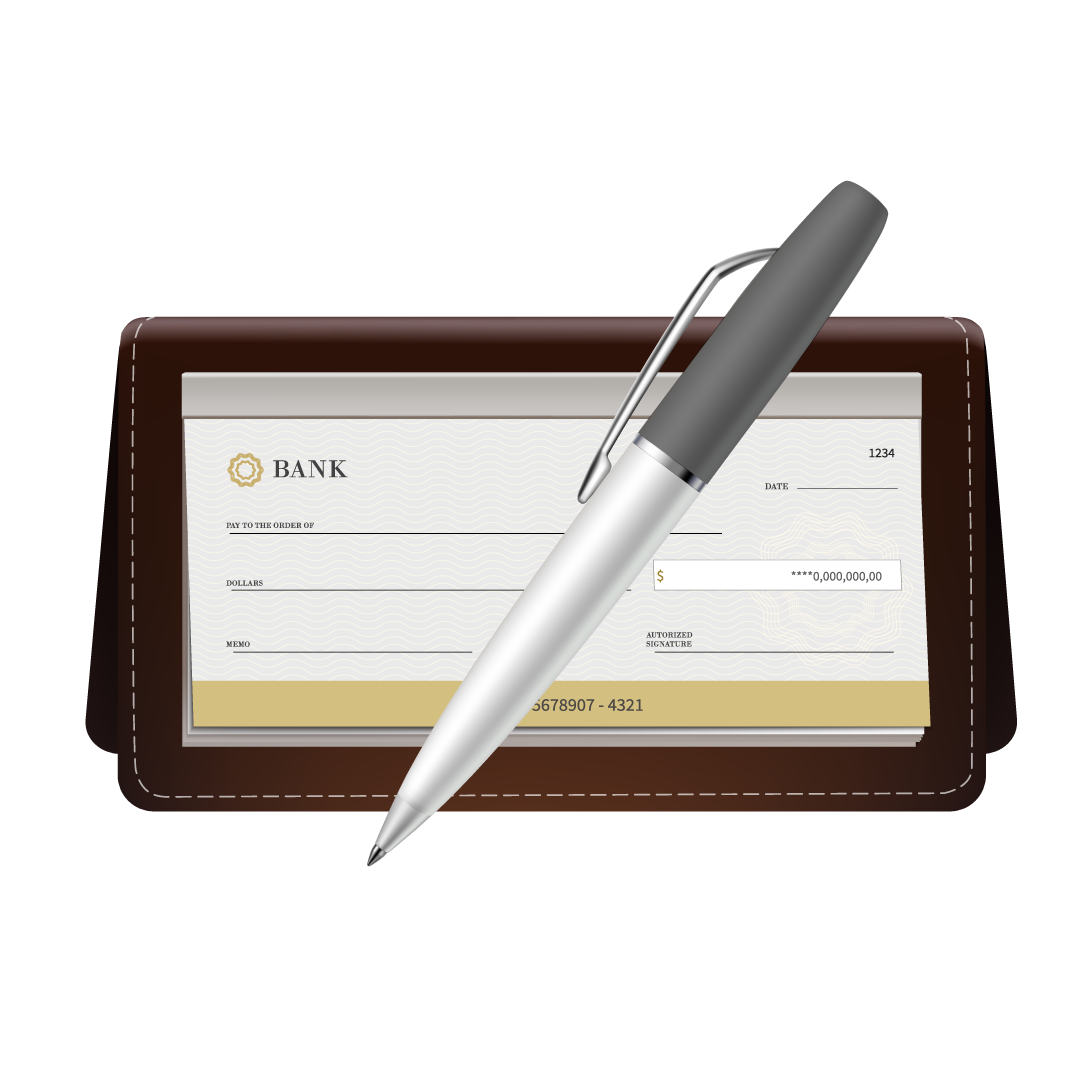 BANK
1234
DATE
PAY TO THE ORDER OF
DOLLARS
$ ****0,000,000,00
MEMO
AUTORIZED
SIGNATURE
5678907 - 4321